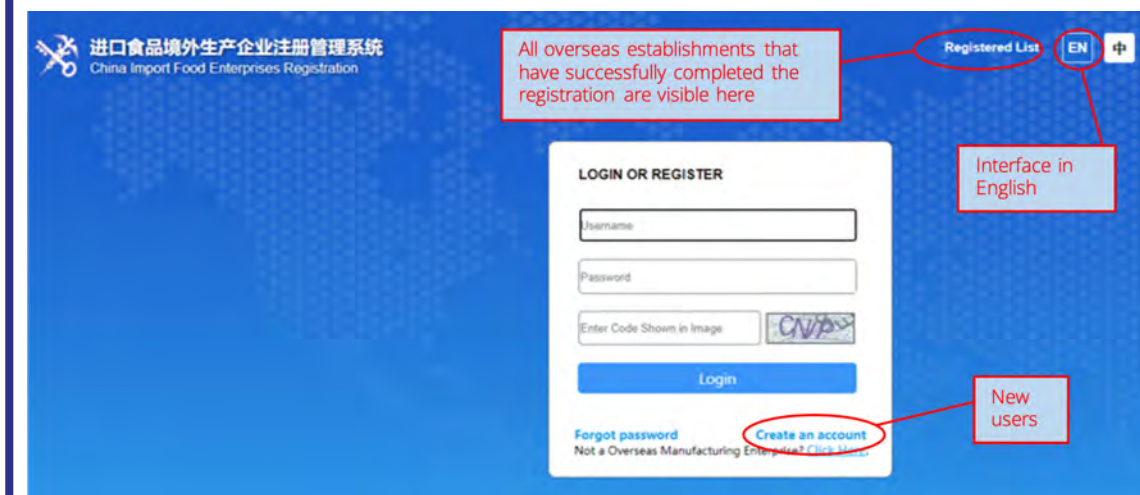 进口食品境外生产企业注册管理系统
China Import Food Enterprises Registration
All overseas establishments that
have successfully completed the
registration are visible here
Registered List
EN
中
Interface in
English
LOGIN OR REGISTER
Username
Password
Enter Code Shown in Image
Login
New
users
Forgot password
Create an account
Not a Overseas Manufacturing Enterprise? Click Here.